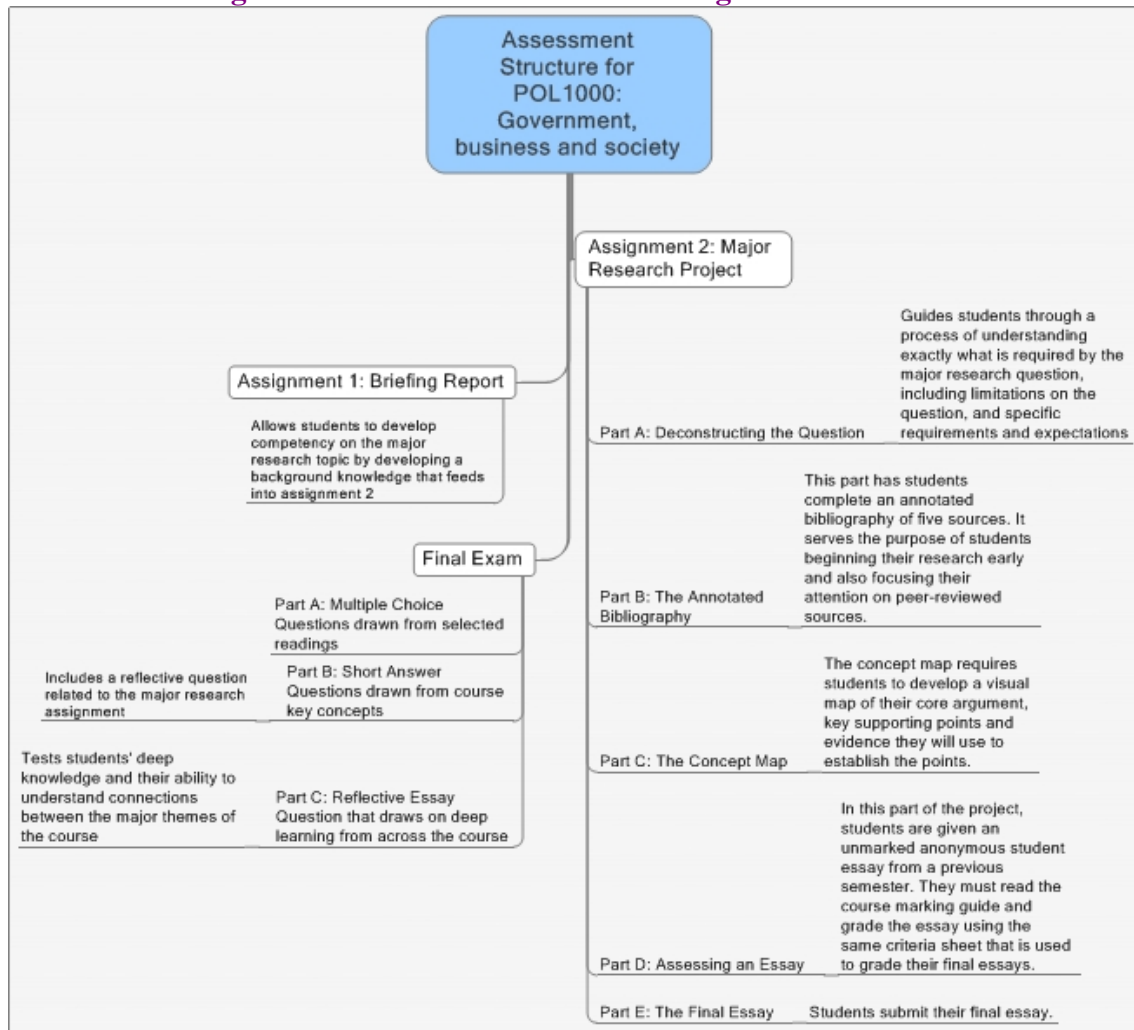 Assessment
Structure for
POL1000:
Government,
business and society
Assignment 2: Major
Research Project
Guides students through a
process of understanding
exactly what is required by the
major research question,
including limitations on the
question, and specific
requirements and expectations
Part A: Deconstructing the Question
This part has students
complete an annotated
bibliography of five sources. It
serves the purpose of students
beginning their research early
and also focusing their
attention on peer-reviewed
sources.
Part B: The Annotated
Bibliography
The concept map requires
students to develop a visual
map of their core argument,
key supporting points and
evidence they will use to
establish the points.
Part C: The Concept Map
In this part of the project,
students are given an
unmarked anonymous student
essay from a previous
semester. They must read the
course marking guide and
grade the essay using the
same criteria sheet that is used
to grade their final essays.
Part D: Assessing an Essay
Part E: The Final Essay
Students submit their final essay.
Assignment 1: Briefing Report
Allows students to develop
competency on the major
research topic by developing a
background knowledge that feeds
into assignment 2
Final Exam
Part A: Multiple Choice
Questions drawn from selected
readings
Part B: Short Answer
Questions drawn from course
key concepts
Includes a reflective question
related to the major research
assignment
Part C: Reflective Essay
Question that draws on deep
learning from across the course
Tests students' deep
knowledge and their ability to
understand connections
between the major themes of
the course